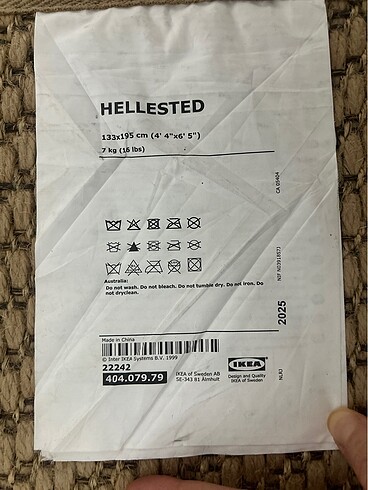 HELLESTED
133x195 cm (4' 4"x6' 5")
7 kg (16 lbs)
CA 05404
Australia:
Do not wash. Do not bleach. Do not tumble dry. Do not iron. Do
not dryclean.
2025
Made in China
© Inter IKEA Systems B.V. 1999
22242
404.079.79
IKEA of Sweden AB
SE-343 81 Älmhult
IKEA
Design and Quality
IKEA of Sweden